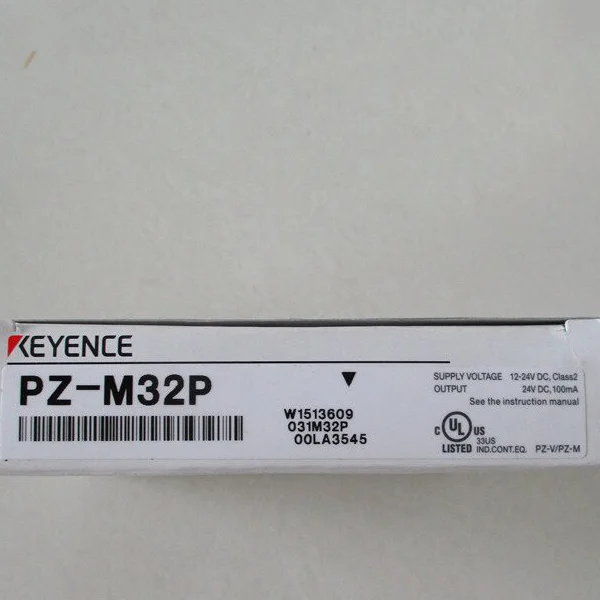 KEYENCE
PZ-M32P
▼
W1513609
031M32P
00LA3545
SUPPLY VOLTAGE 12-24V DC, Class2
OUTPUT 24V DC, 100mA
See the instruction manual
C UL US
LISTED 33US IND.CONT.EQ. PZ-V/PZ-M